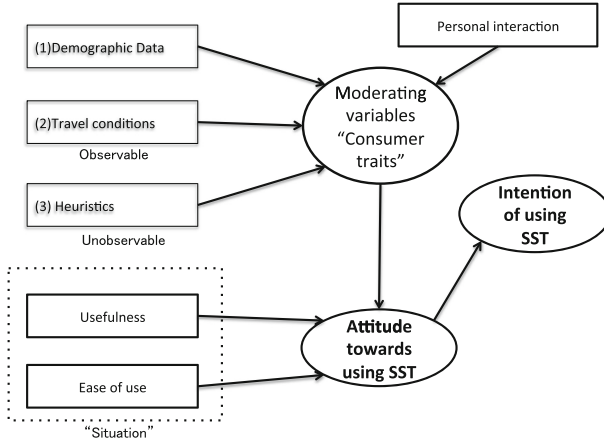 (1)Demographic Data
Personal interaction
Moderating
variables
“Consumer
traits”
(2)Travel conditions
Observable
(3) Heuristics
Unobservable
Intention
of using
SST
Usefulness
Attitude
towards
using SST
Ease of use
“Situation”